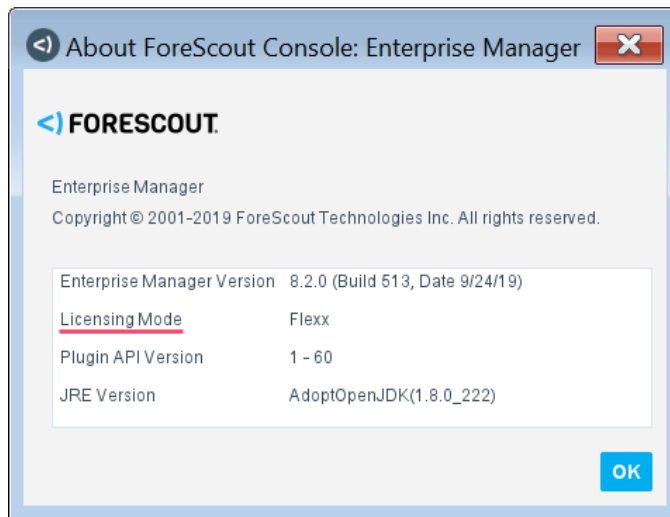 About ForeScout Console: Enterprise Manager
FORESCOUT.
Enterprise Manager
Copyright © 2001-2019 ForeScout Technologies Inc. All rights reserved.
Enterprise Manager Version 8.2.0 (Build 513, Date 9/24/19)
Licensing Mode Flexx
Plugin API Version 1 - 60
JRE Version AdoptOpenJDK(1.8.0_222)
OK